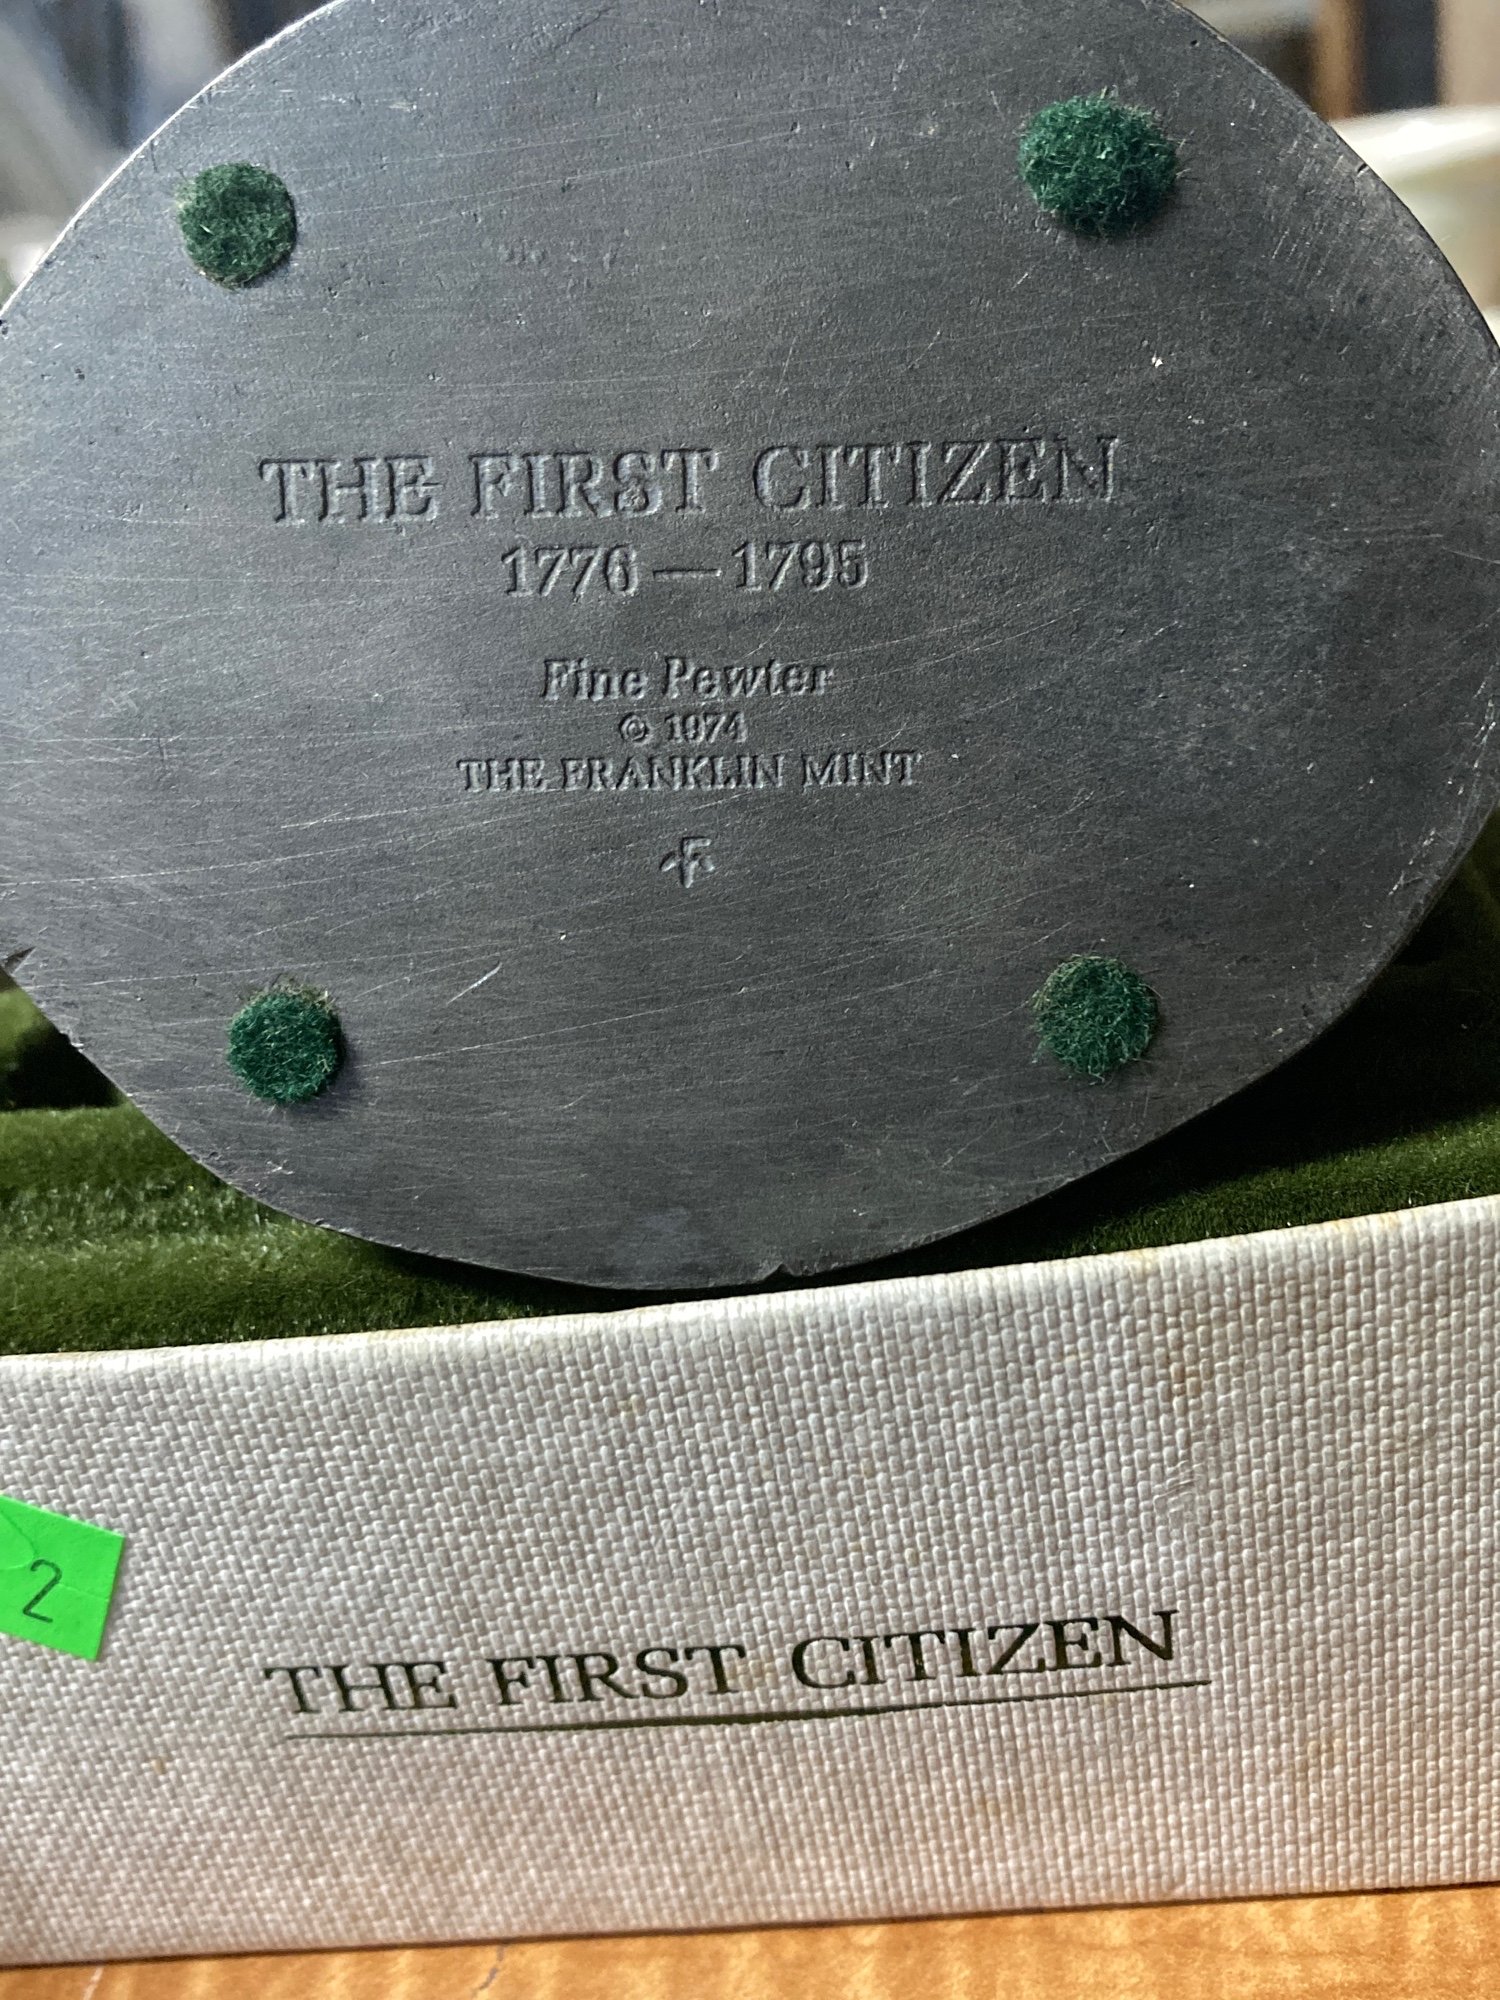 THE FIRST CITIZEN
1776 — 1795
Fine Pewter
© 1974
THE FRANKLIN MINT
F
2
THE FIRST CITIZEN